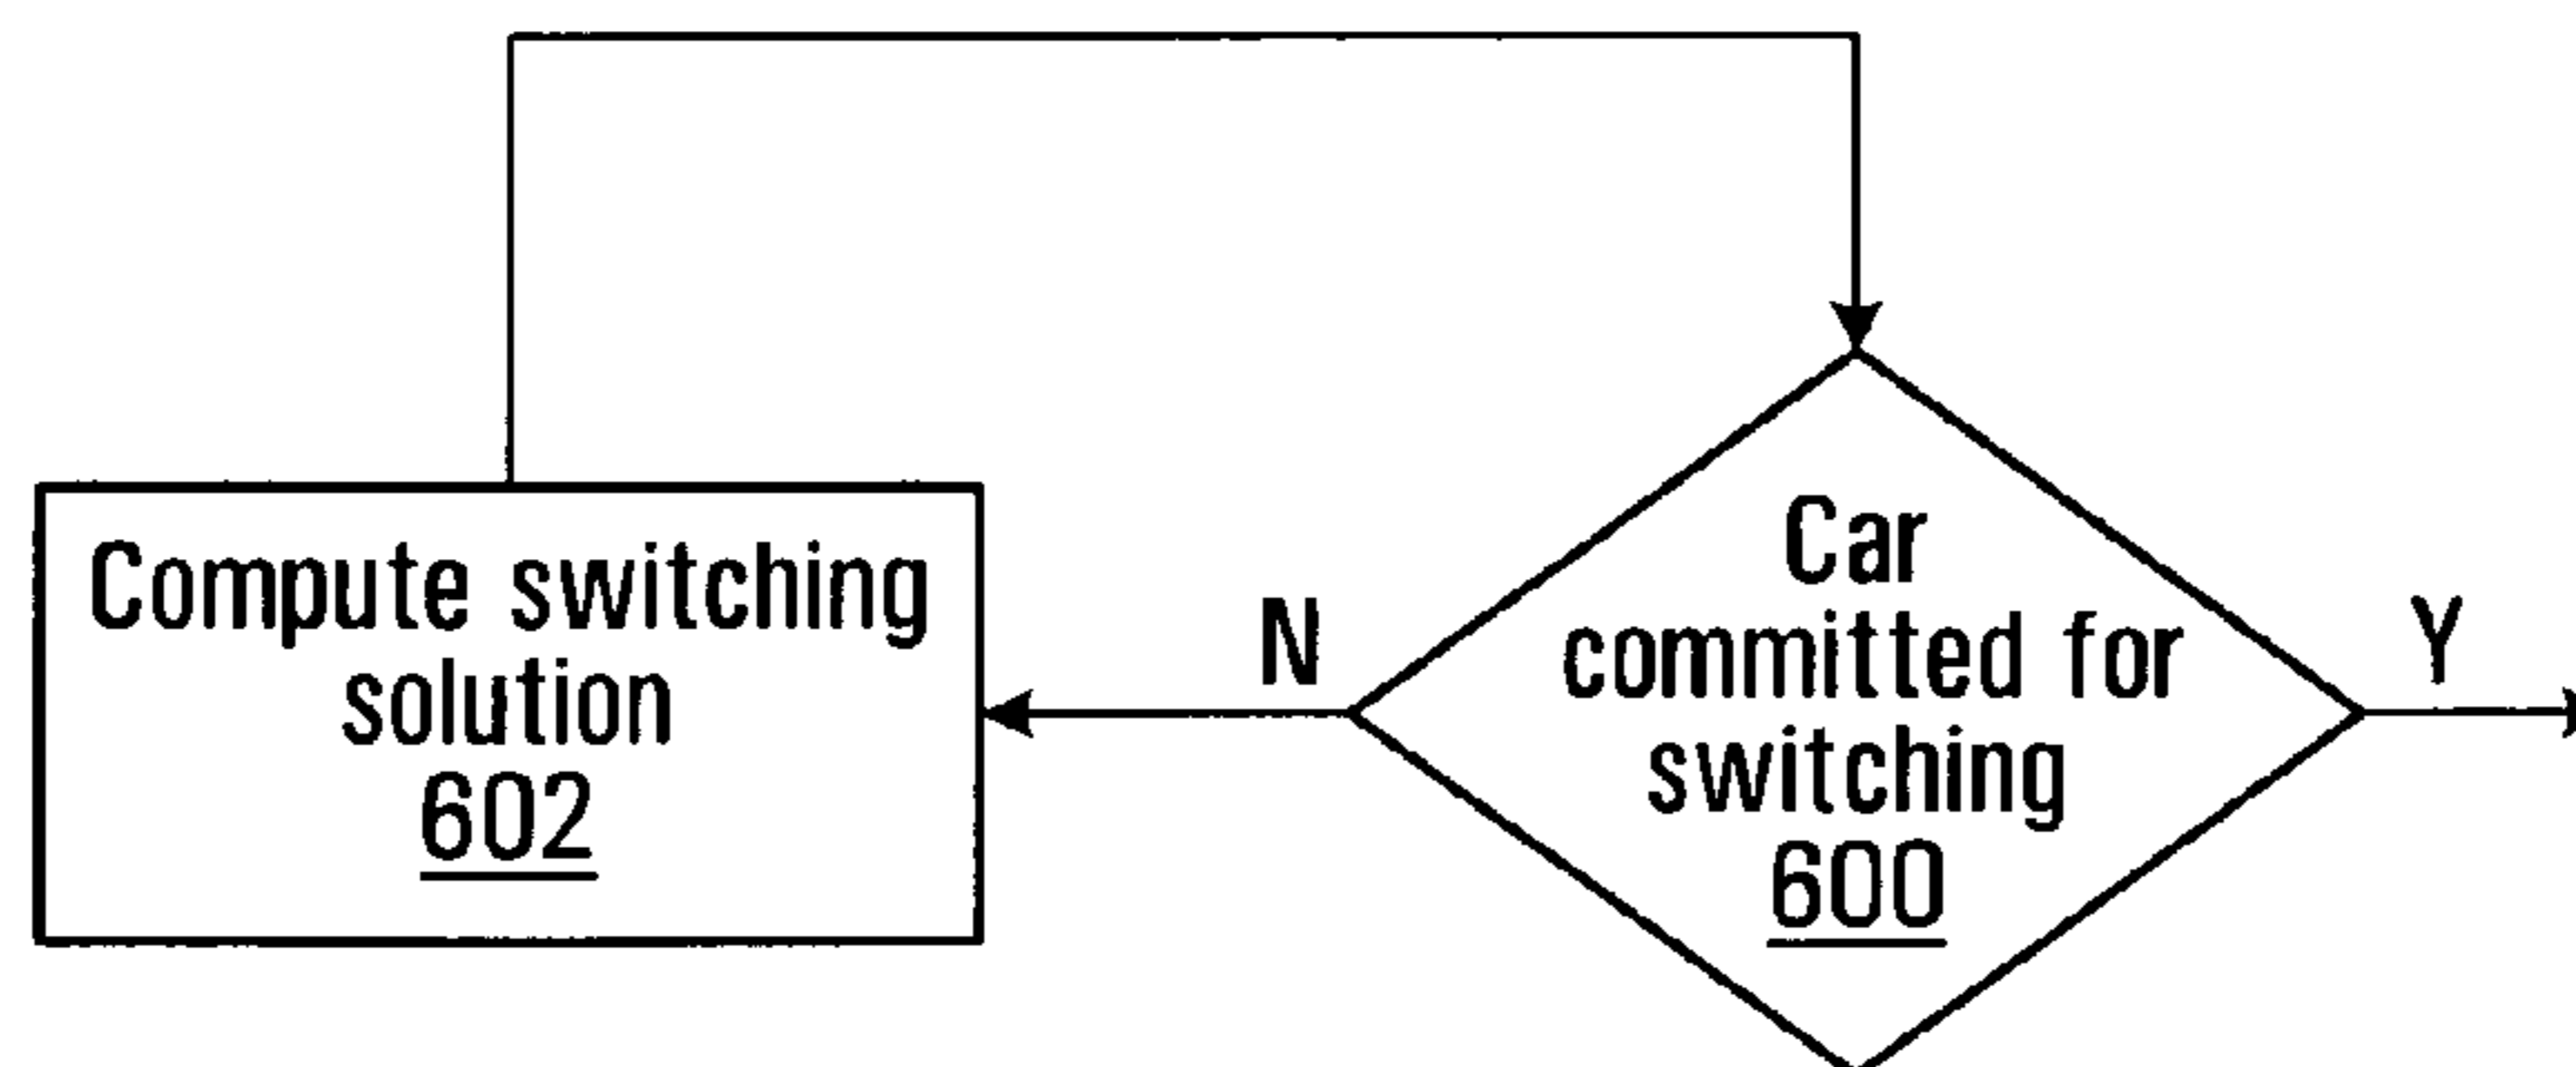 Compute switching
solution
602
N
Car
committed for
switching
600
Y